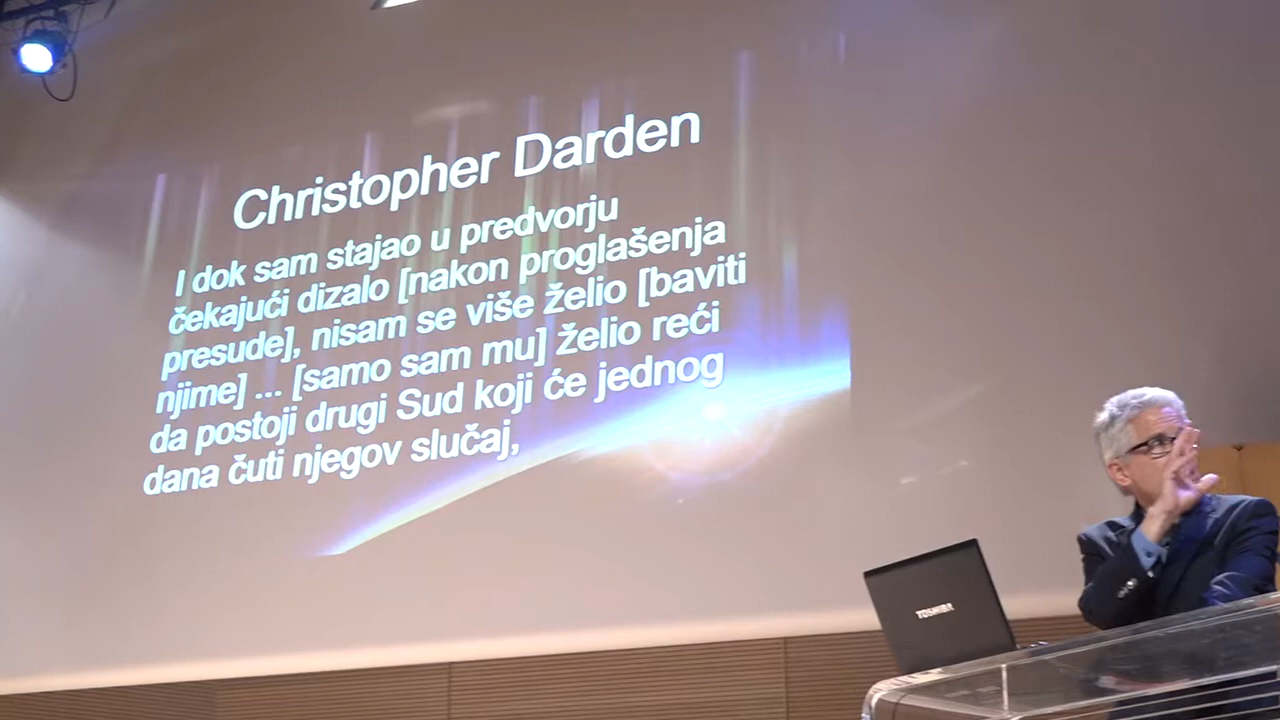 Christopher Darden
I dok sam stajao u predvorju
čekajući dizalo [nakon proglašenja
presude], nisam se više želio [baviti
njime] ... [samo sam mu] želio reći
da postoji drugi Sud koji će jednog
dana čuti njegov slučaj,
TOSHIBA